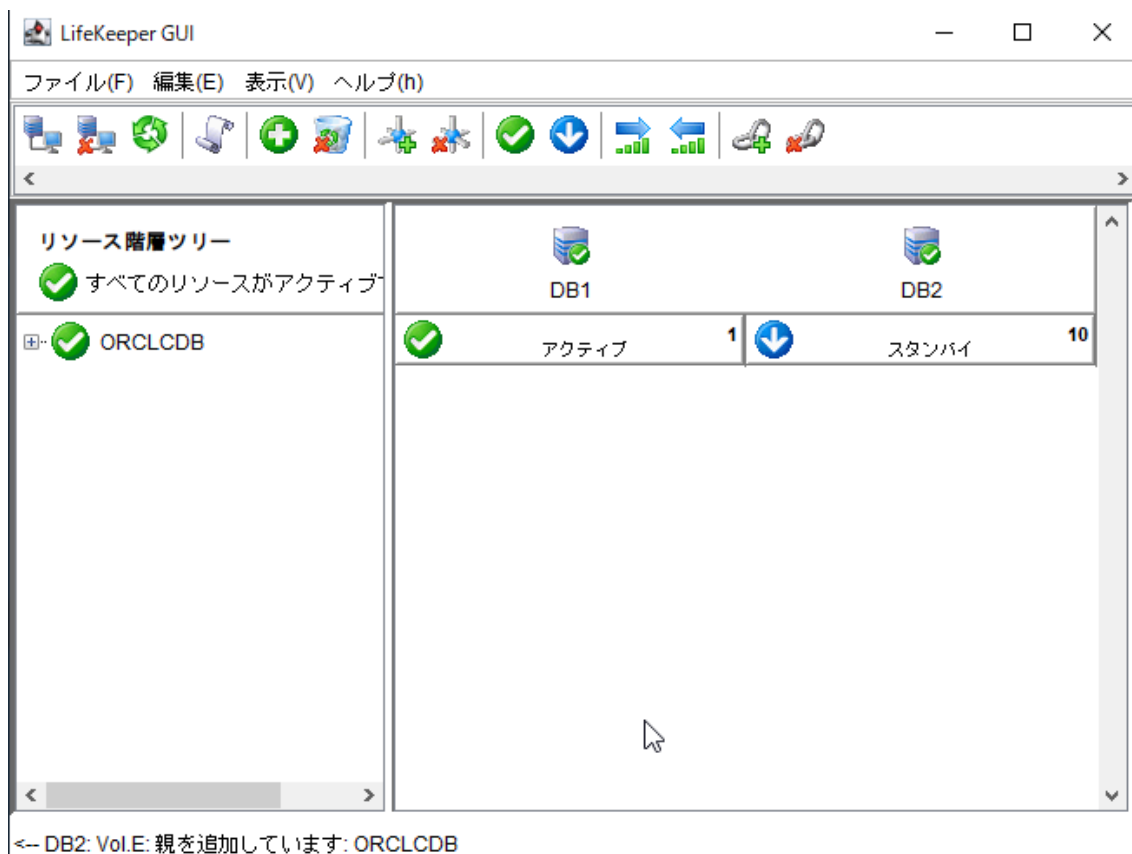 LifeKeeper GUI
ファイル(F) 編集(E) 表示(V) ヘルプ(h)
リソース階層ツリー
すべてのリソースがアクティブ
DB1
DB2
ORCLCDB
アクティブ 1
スタンバイ 10
<-- DB2: Vol.E: 親を追加しています: ORCLCDB